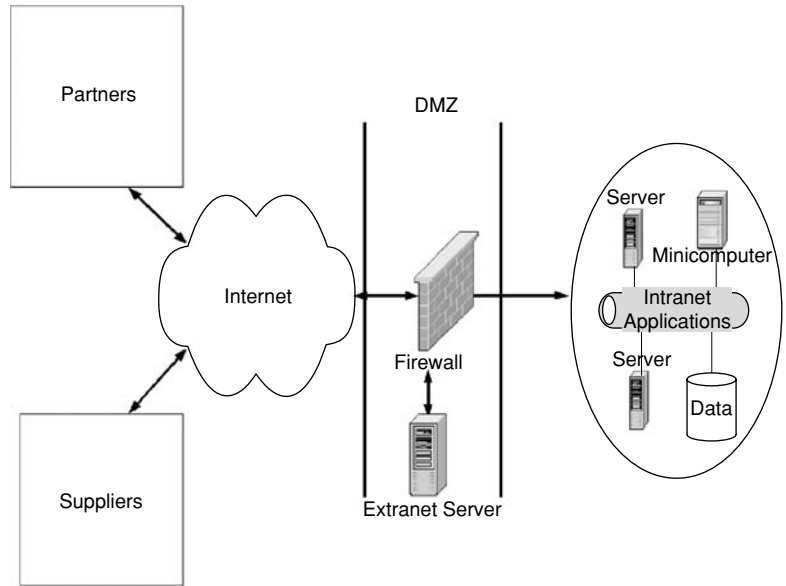 Partners
DMZ
Server
Minicomputer
Internet
Intranet
Applications
Firewall
Server
Data
Suppliers
Extranet Server